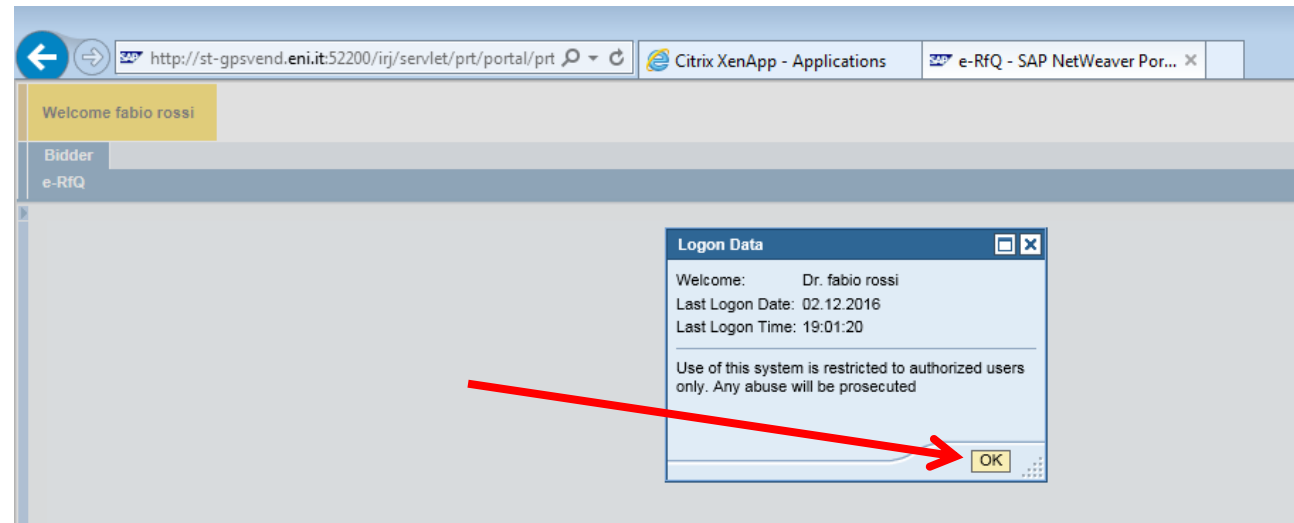 SAP http://st-gpsvend.eni.it:52200/irj/servlet/prt/portal/prt
Citrix XenApp - Applications
SAP e-RfQ - SAP NetWeaver Por...
Welcome fabio rossi
Bidder
e-RfQ
Logon Data
Welcome: Dr. fabio rossi
Last Logon Date: 02.12.2016
Last Logon Time: 19:01:20
Use of this system is restricted to authorized users
only. Any abuse will be prosecuted
OK